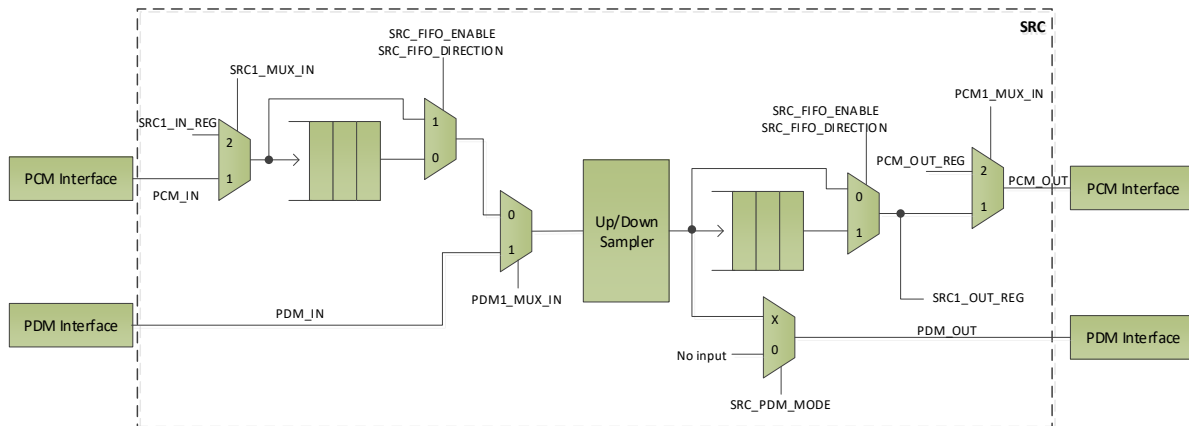 SRC
SRC_FIFO_ENABLE
SRC_FIFO_DIRECTION
SRC1_MUX_IN
SRC1_IN_REG
2
1
1
0
PCM Interface
PCM_IN
0
1
PDM1_MUX_IN
Up/Down
Sampler
SRC_FIFO_ENABLE
SRC_FIFO_DIRECTION
0
1
PCM1_MUX_IN
PCM_OUT_REG
2
1
PCM_OUT
PCM Interface
SRC1_OUT_REG
PDM Interface
PDM_IN
X
0
No input
SRC_PDM_MODE
PDM_OUT
PDM Interface